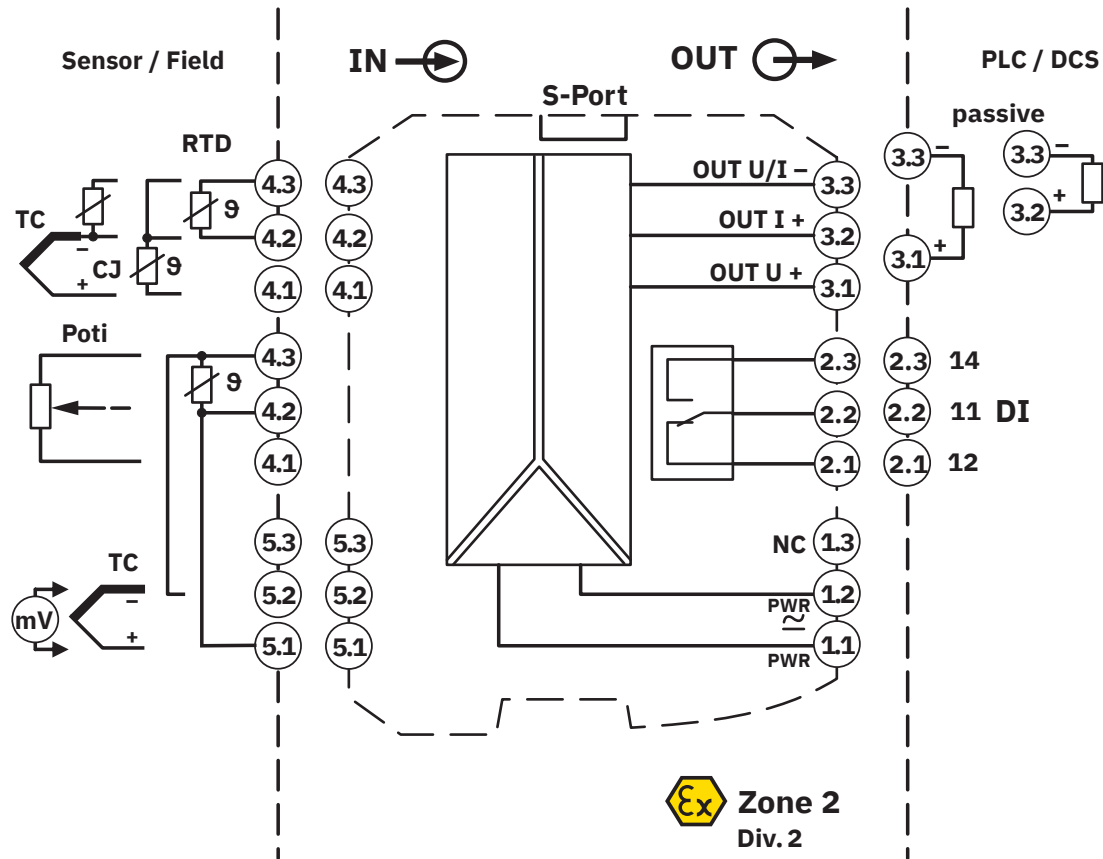 Sensor / Field
IN
OUT
PLC / DCS
S-Port
passive
RTD
4.3
4.3
OUT U/I –
3.3
3.3 –
3.3 –
ϑ
TC
–
4.2
4.2
OUT I +
3.2
3.2 +
CJ
ϑ
+
4.1
4.1
OUT U +
3.1
3.1 +
Poti
4.3
2.3
2.3
14
ϑ
4.2
2.2
2.2
11
DI
4.1
2.1
2.1
12
5.3
5.3
NC
1.3
TC
–
mV
+
5.2
5.2
PWR
1.2
5.1
5.1
PWR
1.1
Ex
Zone 2
Div. 2